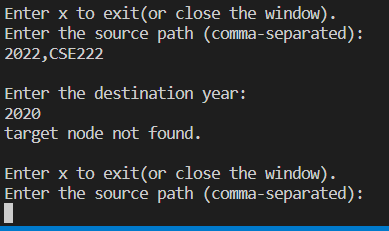 Enter x to exit(or close the window).
Enter the source path (comma-separated):
2022,CSE222
Enter the destination year:
2020
target node not found.
Enter x to exit(or close the window).
Enter the source path (comma-separated):